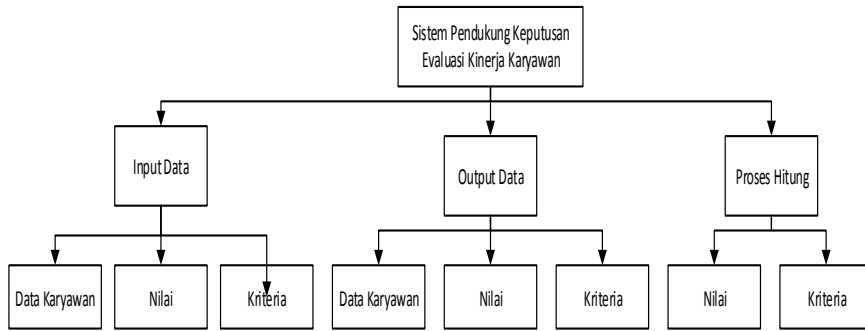 Sistem Pendukung Keputusan
Evaluasi Kinerja Karyawan
Input Data
Output Data
Proses Hitung
Data Karyawan
Nilai
Kriteria
Data Karyawan
Nilai
Kriteria
Nilai
Kriteria